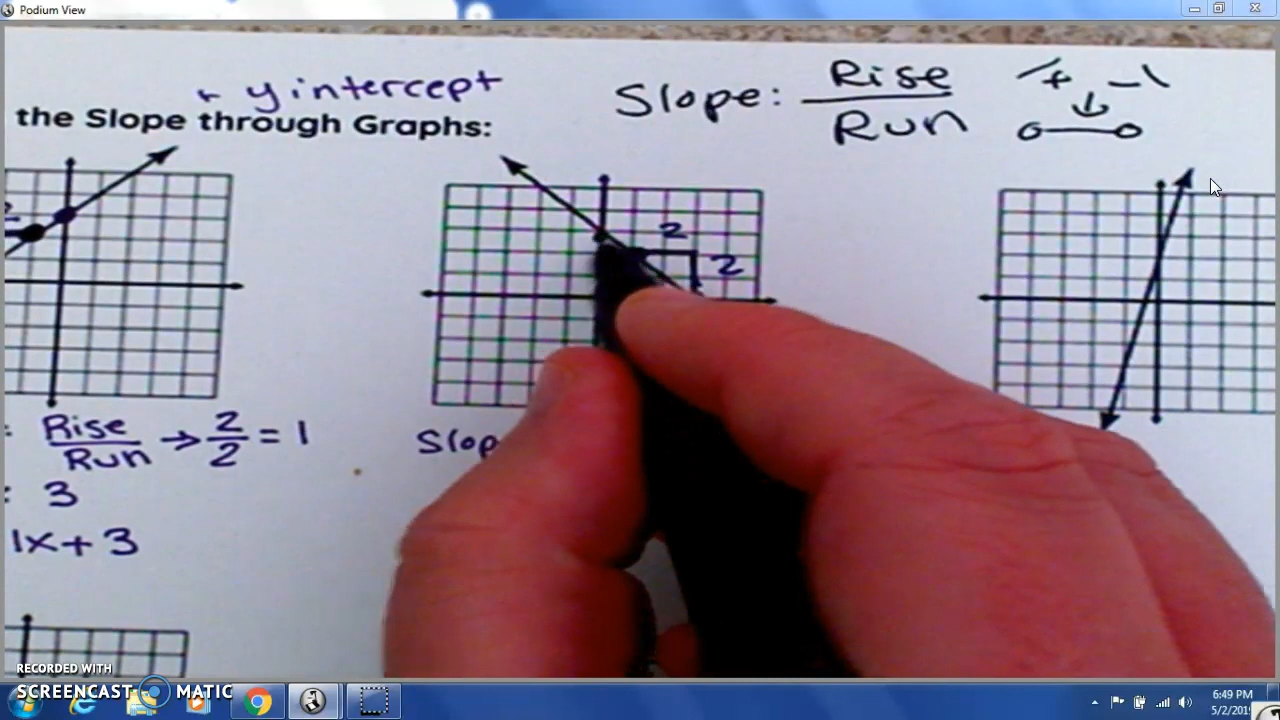 Podium View
+ y intercept
the Slope through Graphs:
Slope: Rise
Run
+ -
2
2
Slop
: Rise
Run → 2
2 = 1
: 3
1x + 3
RECORDED WITH
SCREENCAST MATIC
6:49 PM